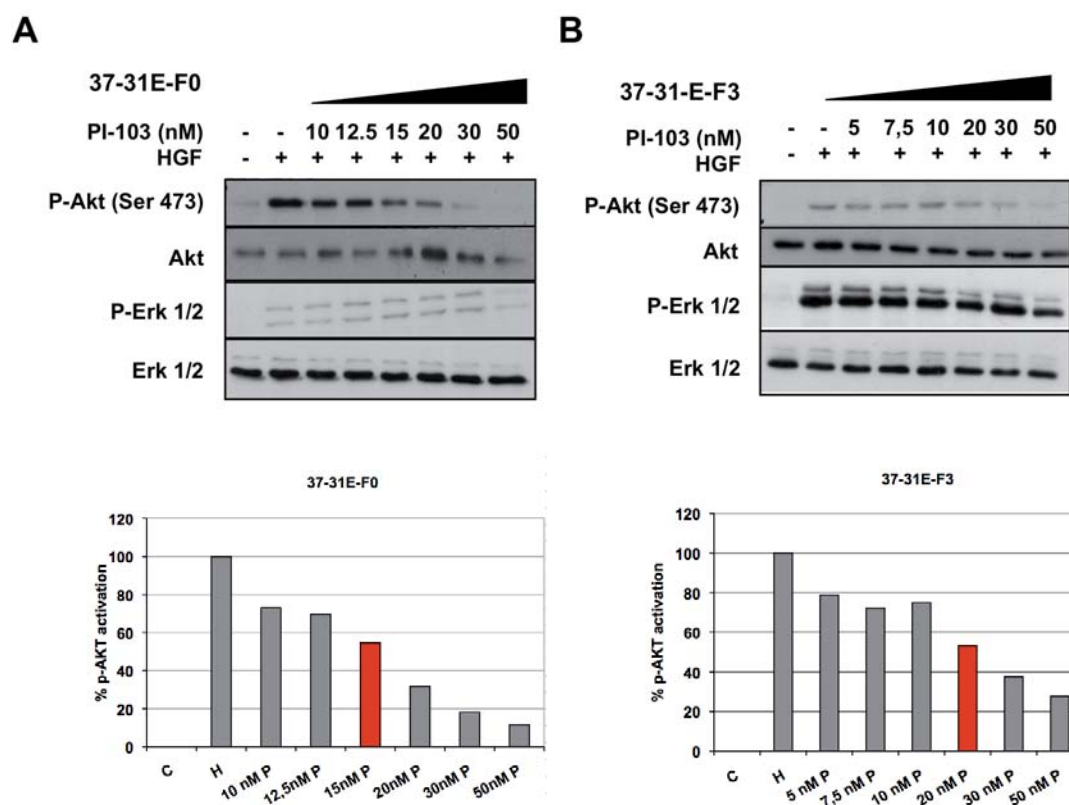 A
37-31E-F0
PI-103 (nM) - - 10 12.5 15 20 30 50
HGF - + + + + + + +
P-Akt (Ser 473)
Akt
P-Erk 1/2
Erk 1/2
37-31E-F0
% p-AKT activation
120
100
80
60
40
20
0
C H 10 nM P 12,5nM P 15nM P 20nM P 30nM P 50nM P
B
37-31-E-F3
PI-103 (nM) - - 5 7,5 10 20 30 50
HGF - + + + + + + +
P-Akt (Ser 473)
Akt
P-Erk 1/2
Erk 1/2
37-31E-F3
% p-AKT activation
120
100
80
60
40
20
0
C H 5 nM P 7,5nM P 10 nM P 20 nM P 30 nM P 50 nM P